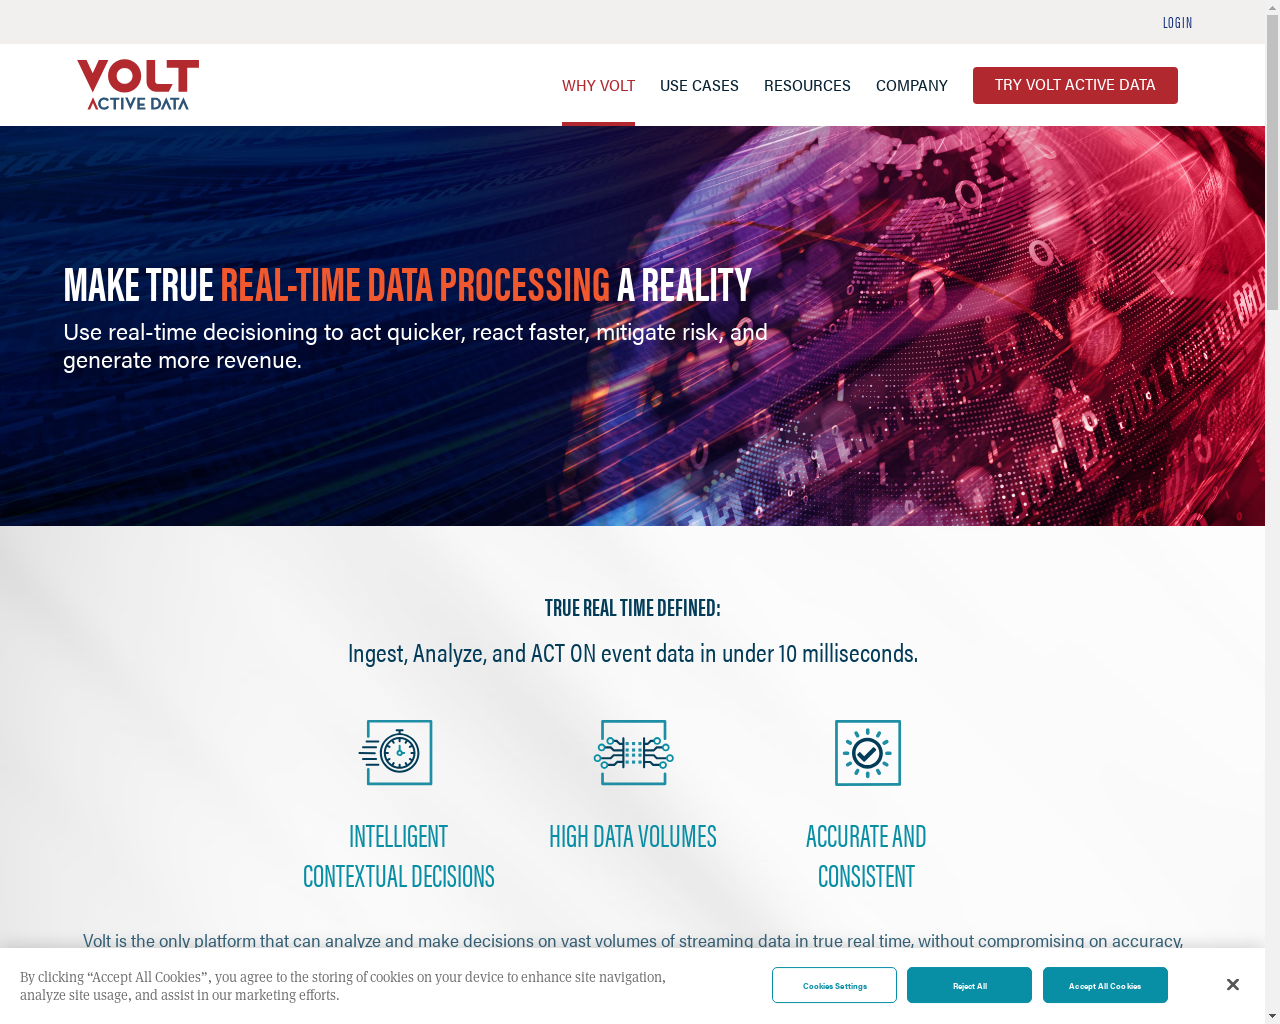 LOGIN
VOLT
ACTIVE DATA
WHY VOLT
USE CASES
RESOURCES
COMPANY
TRY VOLT ACTIVE DATA
MAKE TRUE REAL-TIME DATA PROCESSING A REALITY
Use real-time decisioning to act quicker, react faster, mitigate risk, and
generate more revenue.
TRUE REAL TIME DEFINED:
Ingest, Analyze, and ACT ON event data in under 10 milliseconds.
INTELLIGENT
CONTEXTUAL DECISIONS
HIGH DATA VOLUMES
ACCURATE AND
CONSISTENT
Volt is the only platform that can analyze and make decisions on vast volumes of streaming data in true real time, without compromising on accuracy,
By clicking “Accept All Cookies”, you agree to the storing of cookies on your device to enhance site navigation,
analyze site usage, and assist in our marketing efforts.
Cookies Settings
Reject All
Accept All Cookies